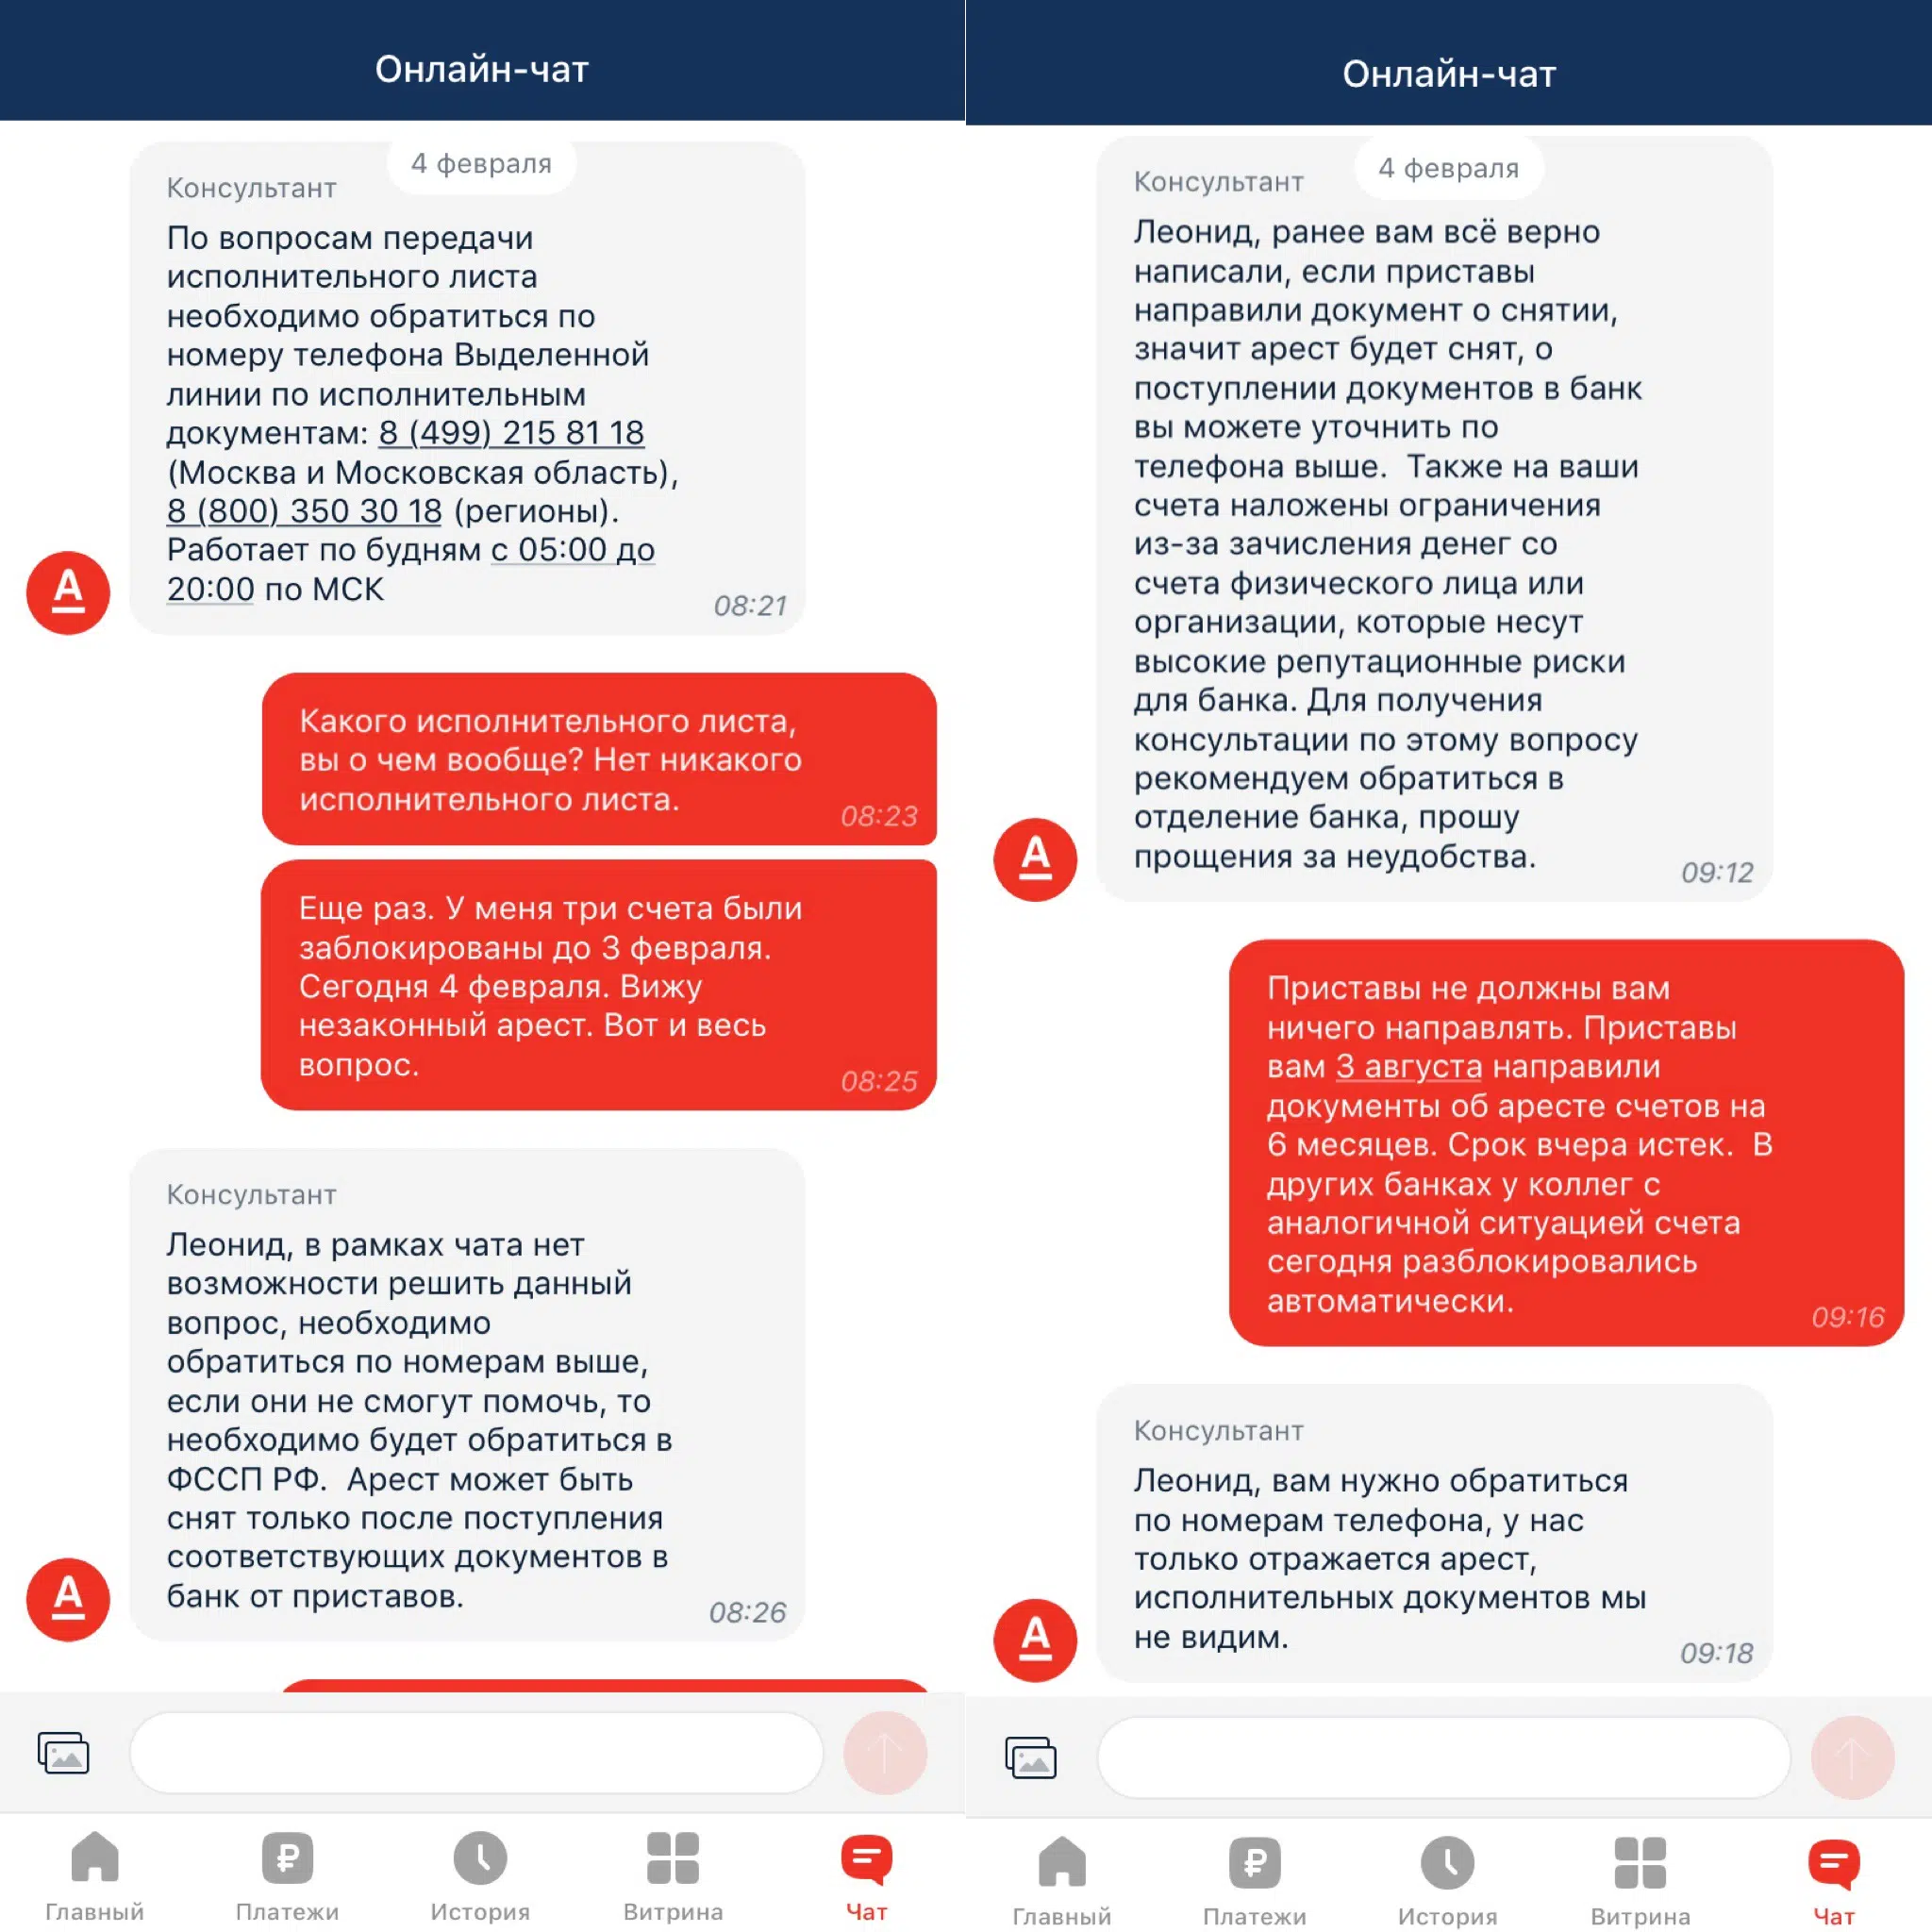 Онлайн-чат
4 февраля
Консультант
По вопросам передачи
исполнительного листа
необходимо обратиться по
номеру телефона Выделенной
линии по исполнительным
документам: 8 (499) 215 81 18
(Москва и Московская область),
8 (800) 350 30 18 (регионы).
Работает по будням с 05:00 до
20:00 по МСК
08:21
А
Какого исполнительного листа,
вы о чем вообще? Нет никакого
исполнительного листа.
08:23
Еще раз. У меня три счета были
заблокированы до 3 февраля.
Сегодня 4 февраля. Вижу
незаконный арест. Вот и весь
вопрос.
08:25
Консультант
Леонид, в рамках чата нет
возможности решить данный
вопрос, необходимо
обратиться по номерам выше,
если они не смогут помочь, то
необходимо будет обратиться в
ФССП РФ.  Арест может быть
снят только после поступления
соответствующих документов в
банк от приставов.
08:26
А
Главный
Платежи
История
Витрина
Чат
Онлайн-чат
4 февраля
Консультант
Леонид, ранее вам всё верно
написали, если приставы
направили документ о снятии,
значит арест будет снят, о
поступлении документов в банк
вы можете уточнить по
телефона выше.  Также на ваши
счета наложены ограничения
из-за зачисления денег со
счета физического лица или
организации, которые несут
высокие репутационные риски
для банка. Для получения
консультации по этому вопросу
рекомендуем обратиться в
отделение банка, прошу
прощения за неудобства.
09:12
А
Приставы не должны вам
ничего направлять. Приставы
вам 3 августа направили
документы об аресте счетов на
6 месяцев. Срок вчера истек.  В
других банках у коллег с
аналогичной ситуацией счета
сегодня разблокировались
автоматически.
09:16
Консультант
Леонид, вам нужно обратиться
по номерам телефона, у нас
только отражается арест,
исполнительных документов мы
не видим.
09:18
А
Главный
Платежи
История
Витрина
Чат